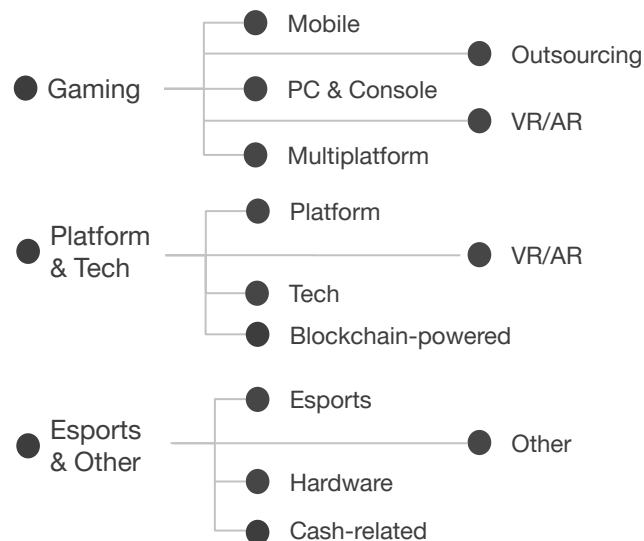 Mobile
Outsourcing
Gaming
PC & Console
VR/AR
Multiplatform
Platform
Platform
& Tech
VR/AR
Tech
Blockchain-powered
Esports
Esports
& Other
Other
Hardware
Cash-related